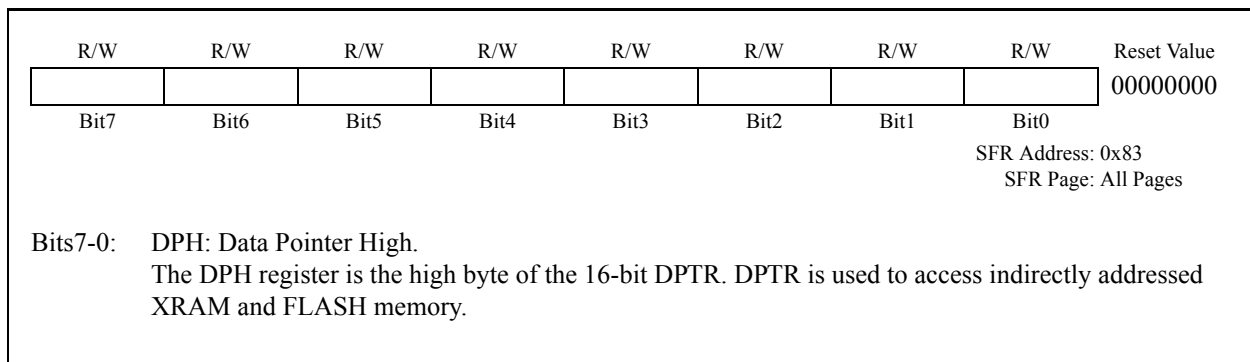 R/W R/W R/W R/W R/W R/W R/W R/W Reset Value
00000000
Bit7 Bit6 Bit5 Bit4 Bit3 Bit2 Bit1 Bit0
SFR Address: 0x83
SFR Page: All Pages
Bits7-0: DPH: Data Pointer High.
The DPH register is the high byte of the 16-bit DPTR. DPTR is used to access indirectly addressed
XRAM and FLASH memory.